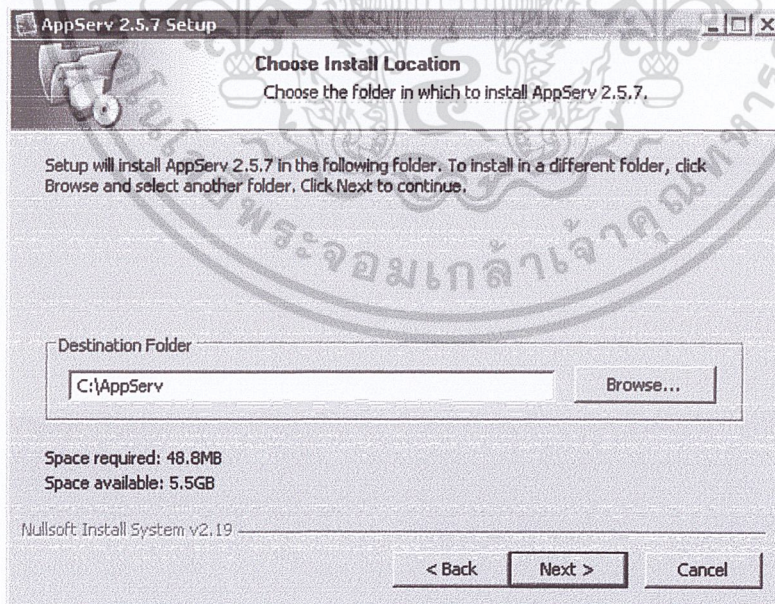 AppServ 2.5.7 Setup
Choose Install Location
Choose the folder in which to install AppServ 2.5.7.
Setup will install AppServ 2.5.7 in the following folder. To install in a different folder, click
Browse and select another folder. Click Next to continue.
พระจอมเกล้าเจ้าคุณทหาร
Destination Folder
C:\AppServ
Browse...
Space required: 48.8MB
Space available: 5.5GB
Nullsoft Install System v2.19
< Back
Next >
Cancel